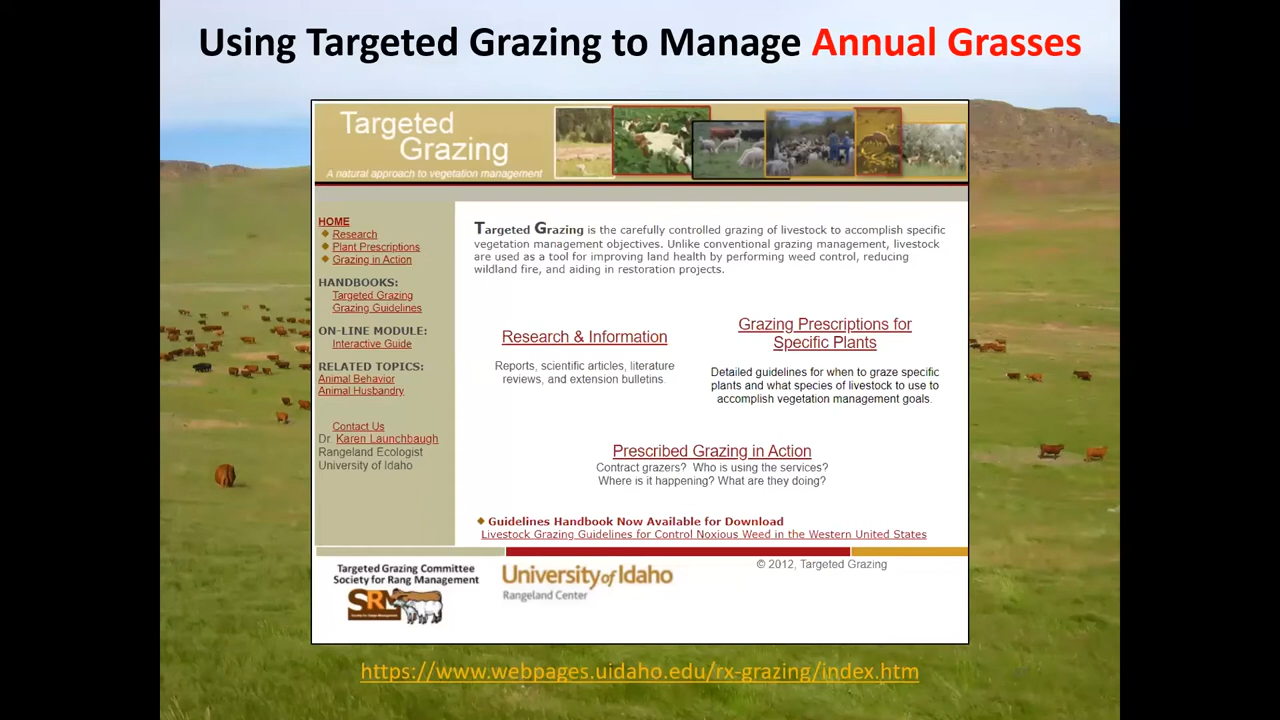 Using Targeted Grazing to Manage Annual Grasses
Targeted
Grazing
A natural approach to vegetation management
HOME
Research
Plant Prescriptions
Grazing in Action
HANDBOOKS:
Targeted Grazing
Grazing Guidelines
ON-LINE MODULE:
Interactive Guide
RELATED TOPICS:
Animal Behavior
Animal Husbandry
Contact Us
Dr. Karen Launchbaugh
Rangeland Ecologist
University of Idaho
Targeted Grazing is the carefully controlled grazing of livestock to accomplish specific
vegetation management objectives. Unlike conventional grazing management, livestock
are used as a tool for improving land health by performing weed control, reducing
wildland fire, and aiding in restoration projects.
Research & Information
Reports, scientific articles, literature
reviews, and extension bulletins.
Grazing Prescriptions for
Specific Plants
Detailed guidelines for when to graze specific
plants and what species of livestock to use to
accomplish vegetation management goals.
Prescribed Grazing in Action
Contract grazers? Who is using the services?
Where is it happening? What are they doing?
Guidelines Handbook Now Available for Download
Livestock Grazing Guidelines for Control Noxious Weed in the Western United States
Targeted Grazing Committee
Society for Rang Management
SRM
University of Idaho
Rangeland Center
© 2012, Targeted Grazing
https://www.webpages.uidaho.edu/rx-grazing/index.htm